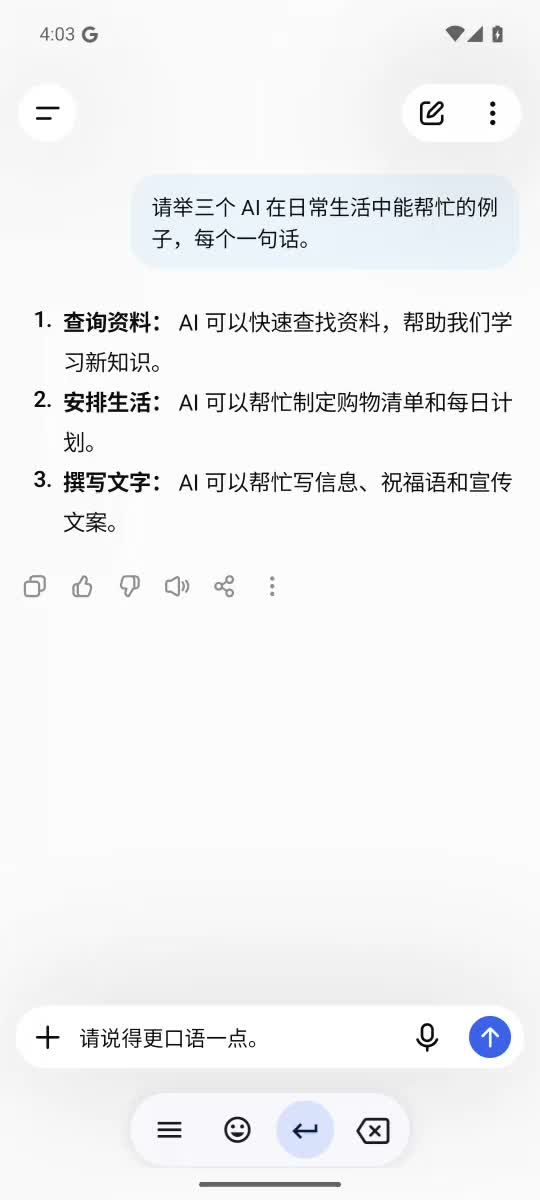 4:03
请举三个 AI 在日常生活中能帮忙的例
子，每个一句话。
1. 查询资料： AI 可以快速查找资料，帮助我们学
习新知识。
2. 安排生活： AI 可以帮忙制定购物清单和每日计
划。
3. 撰写文字： AI 可以帮忙写信息、祝福语和宣传
文案。
请说得更口语一点。